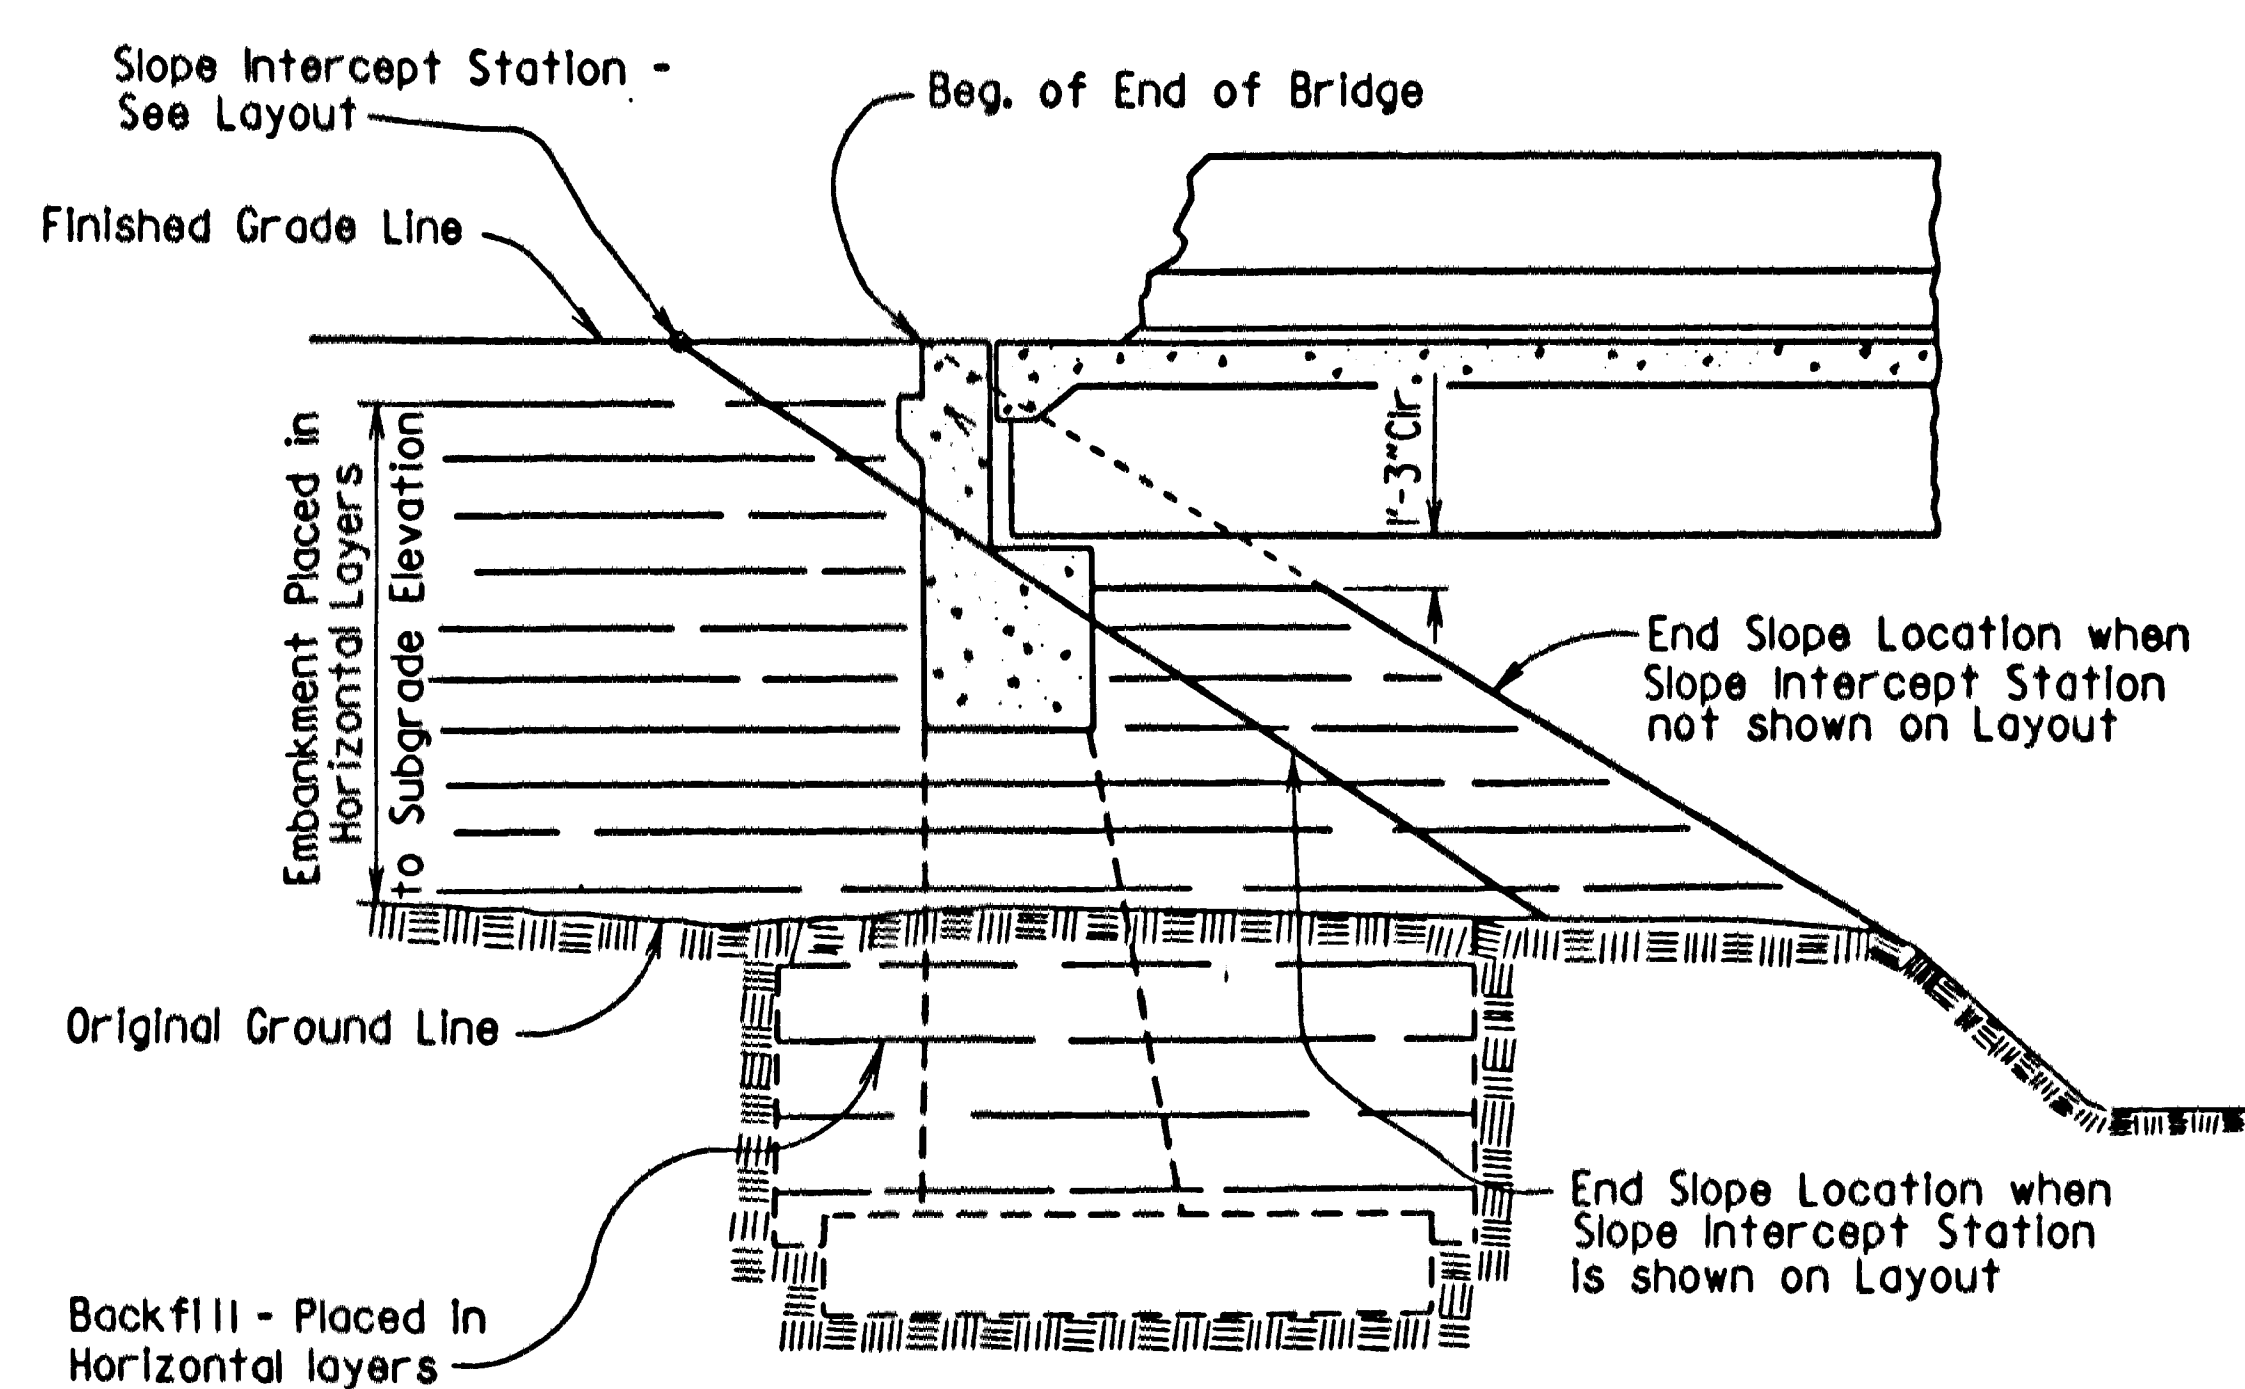 Slope Intercept Station -
See Layout
Beg. of End of Bridge
Finished Grade Line
Embankment Placed in
Horizontal Layers
to Subgrade Elevation
1'-3" Clr.
End Slope Location when
Slope Intercept Station
not shown on Layout
Original Ground Line
End Slope Location when
Slope Intercept Station
is shown on Layout
Backfill - Placed in
Horizontal layers